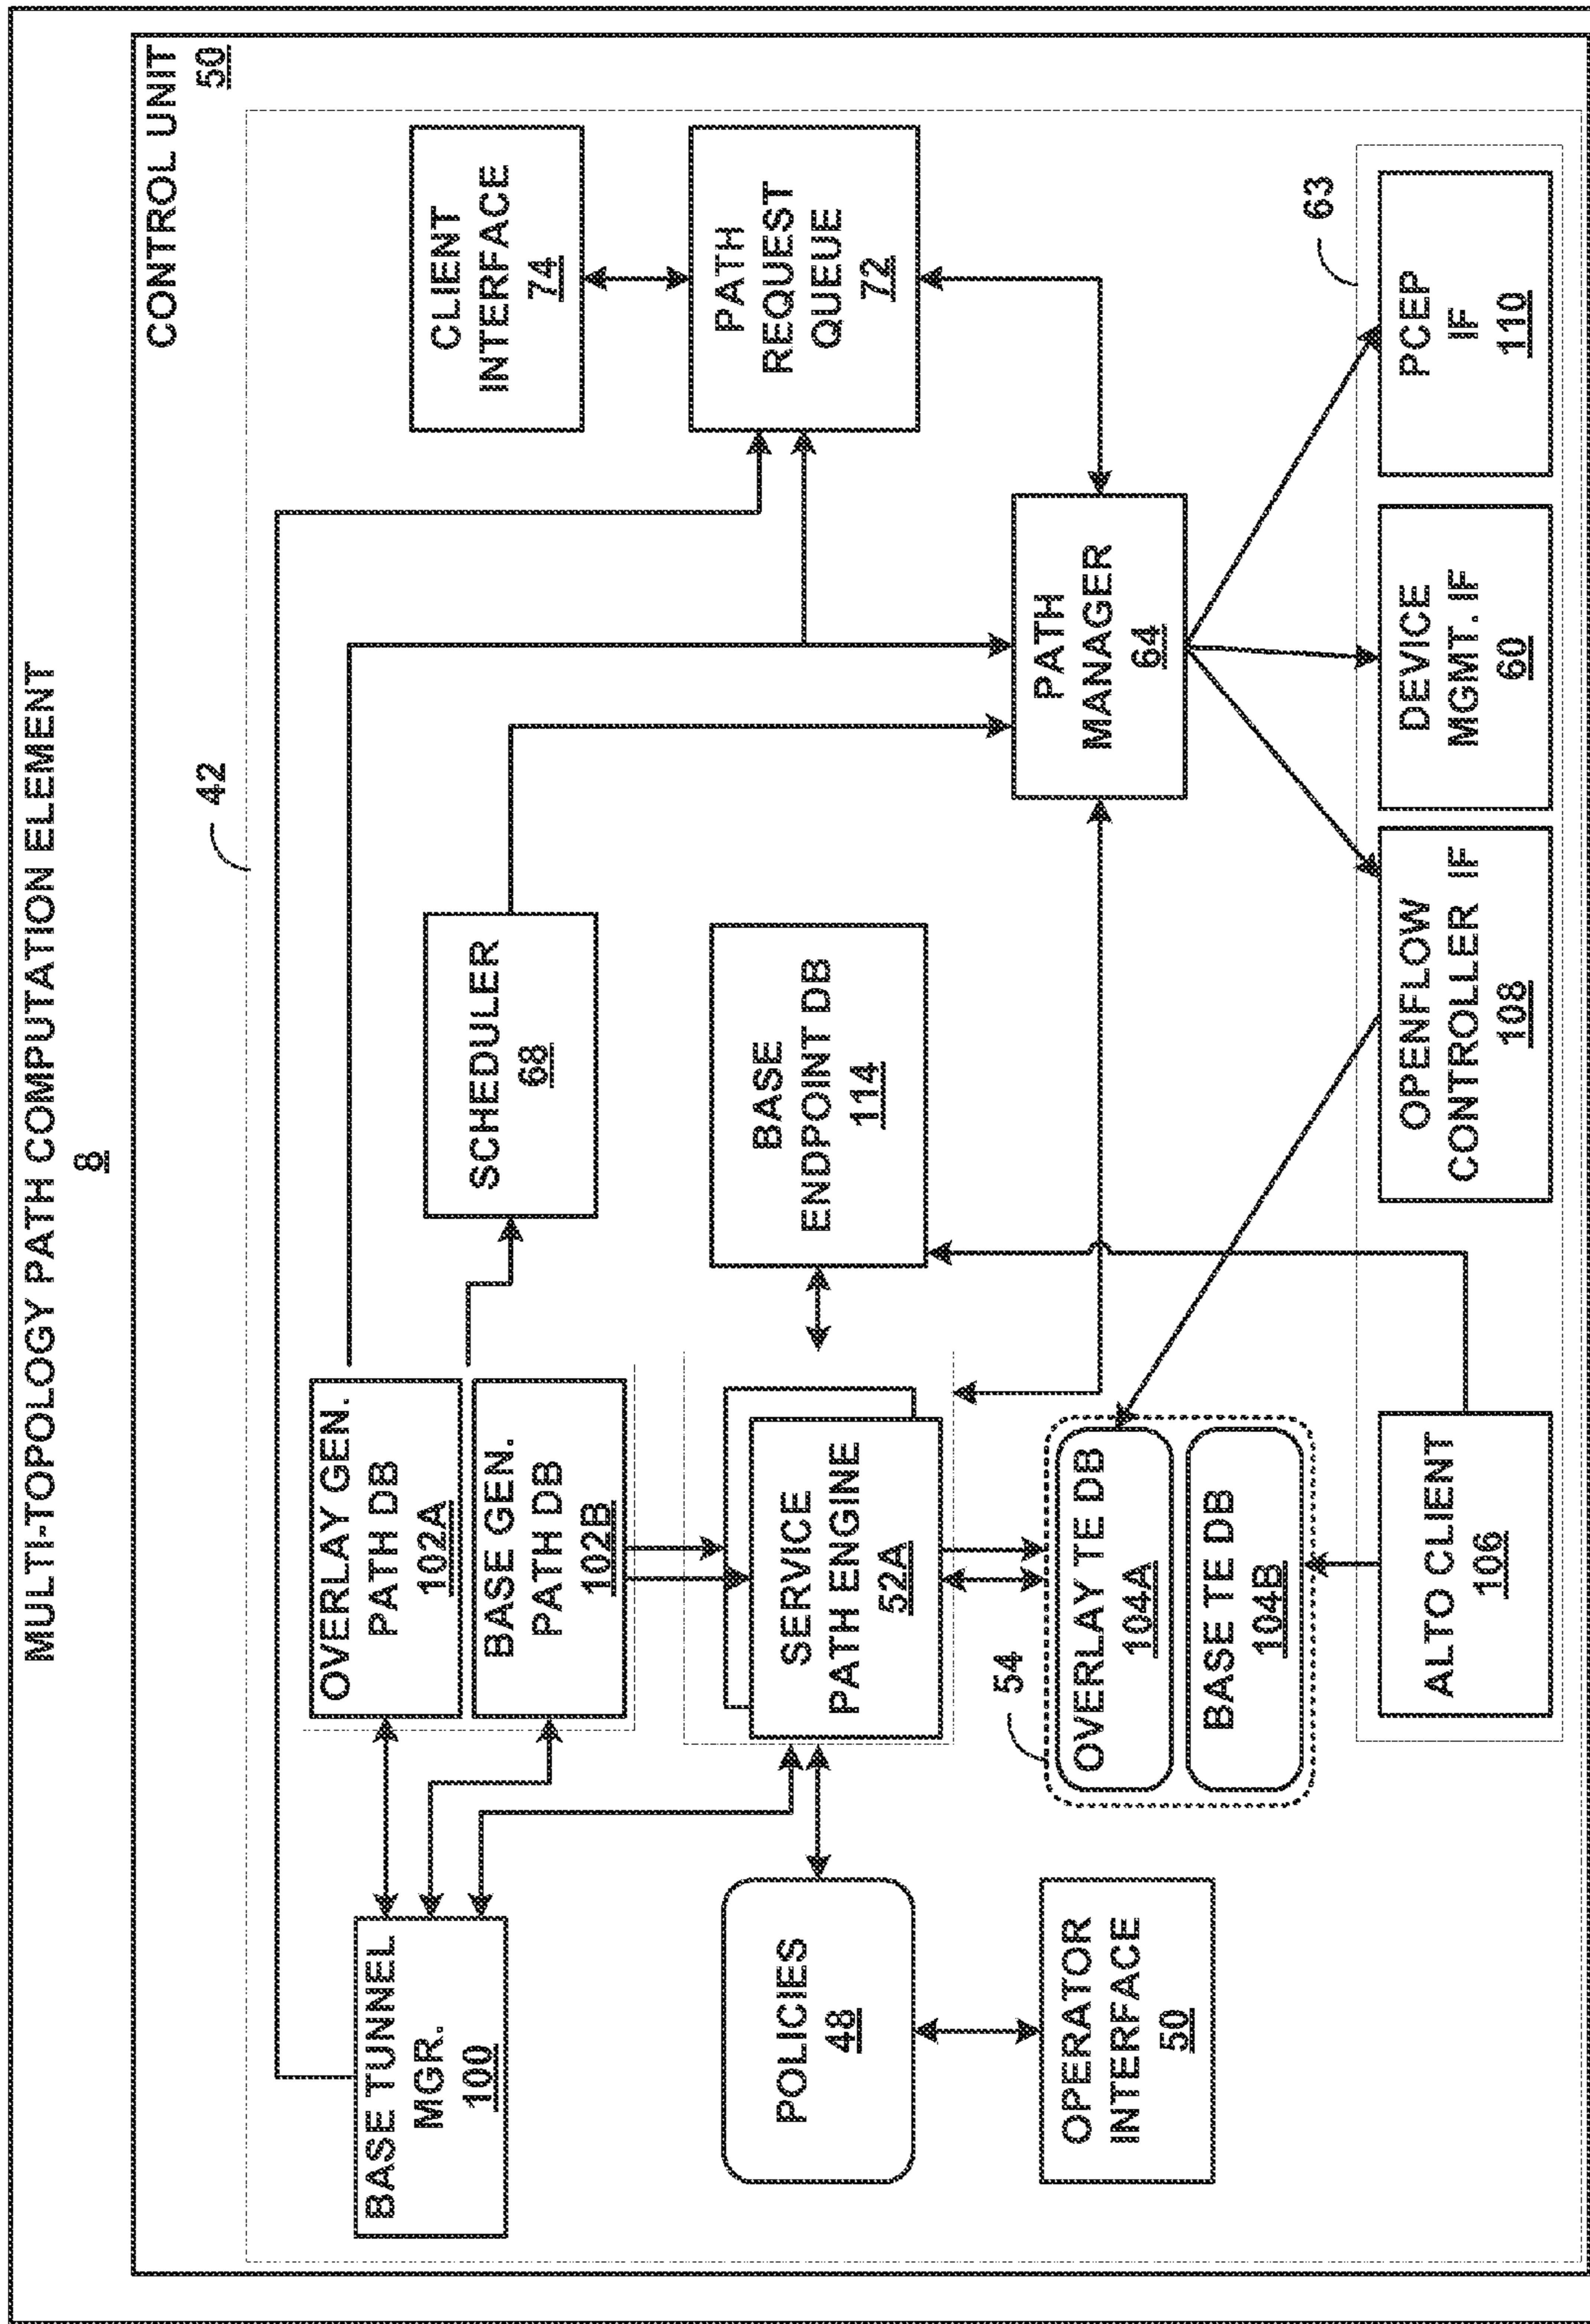 MULTI-TOPOLOGY PATH COMPUTATION ELEMENT
8
CONTROL UNIT
50
42
BASE TUNNEL
MGR.
100
OVERLAY GEN.
PATH DB
102A
BASE GEN.
PATH DB
102B
SCHEDULER
68
CLIENT
INTERFACE
74
POLICIES
48
SERVICE
PATH ENGINE
52A
BASE
ENDPOINT DB
114
PATH
REQUEST
QUEUE
72
OPERATOR
INTERFACE
50
54
OVERLAY TE DB
104A
BASE TE DB
104B
PATH
MANAGER
64
63
ALTO CLIENT
106
OPENFLOW
CONTROLLER IF
108
DEVICE
MGMT. IF
60
PCEP
IF
110